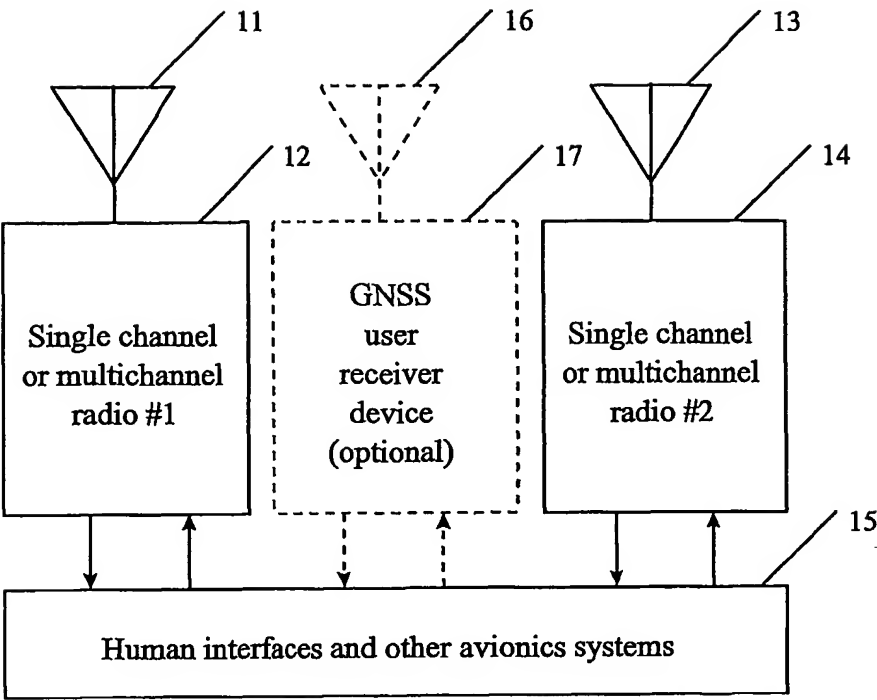 11
16
13
12
17
14
Single channel
or multichannel
radio #1
GNSS
user
receiver
device
(optional)
Single channel
or multichannel
radio #2
15
Human interfaces and other avionics systems